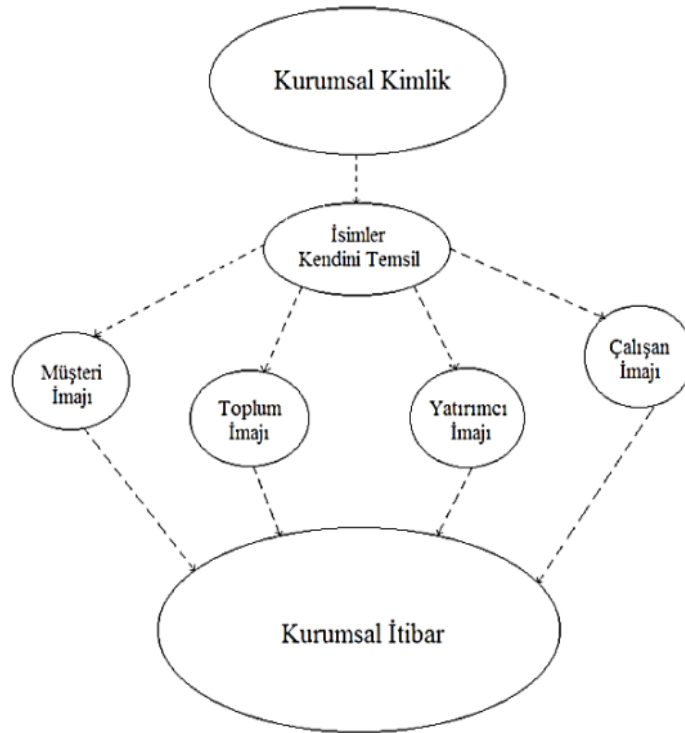 Kurumsal Kimlik
İsimler
Kendini Temsil
Müşteri
İmajı
Toplum
İmajı
Yatırımcı
İmajı
Çalışan
İmajı
Kurumsal İtibar